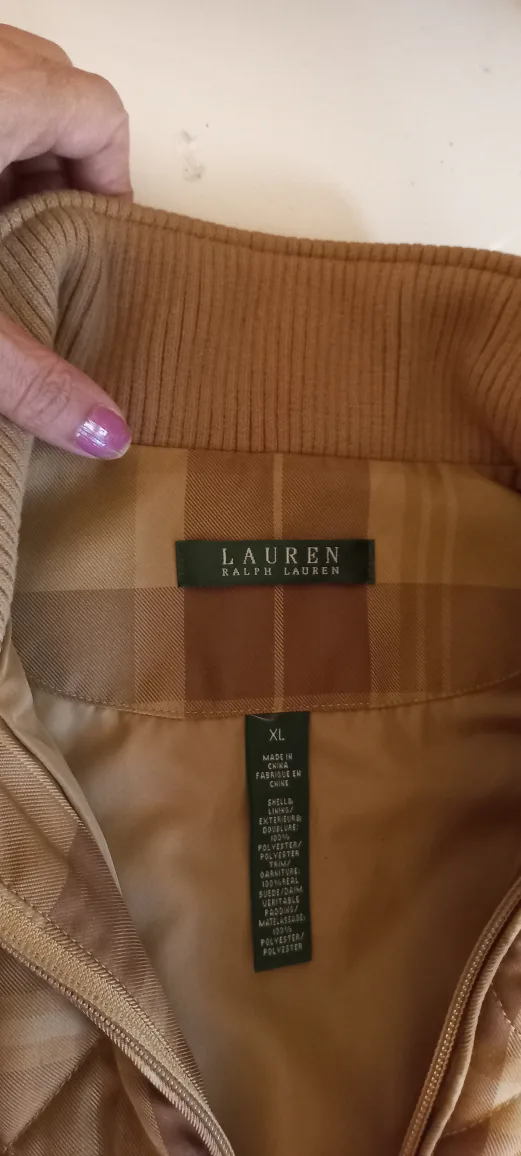 LAUREN
RALPH LAUREN
XL
MADE IN
CHINA
FABRIQUE EN
CHINE
SHELL&
LINING/
EXTERIEUR&
DOUBLURE:
100%
POLYESTER/
POLYESTER
TRIM/
GARNITURE:
100%REAL
SUEDE/DAIM
VERITABLE
PADDING/
MATELASSAGE:
100%
POLYESTER/
POLYESTER